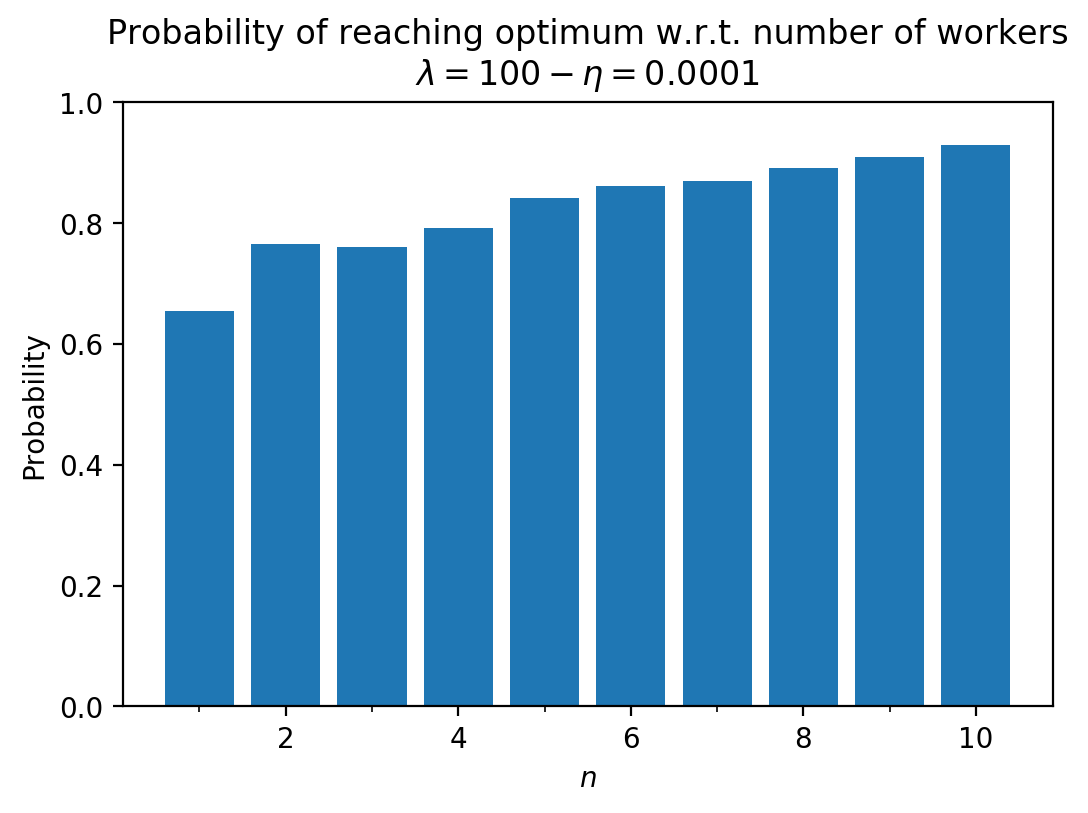 Probability of reaching optimum w.r.t. number of workers
λ = 100 − η = 0.0001
1.0
0.8
0.6
0.4
0.2
0.0
Probability
2 4 6 8 10
n